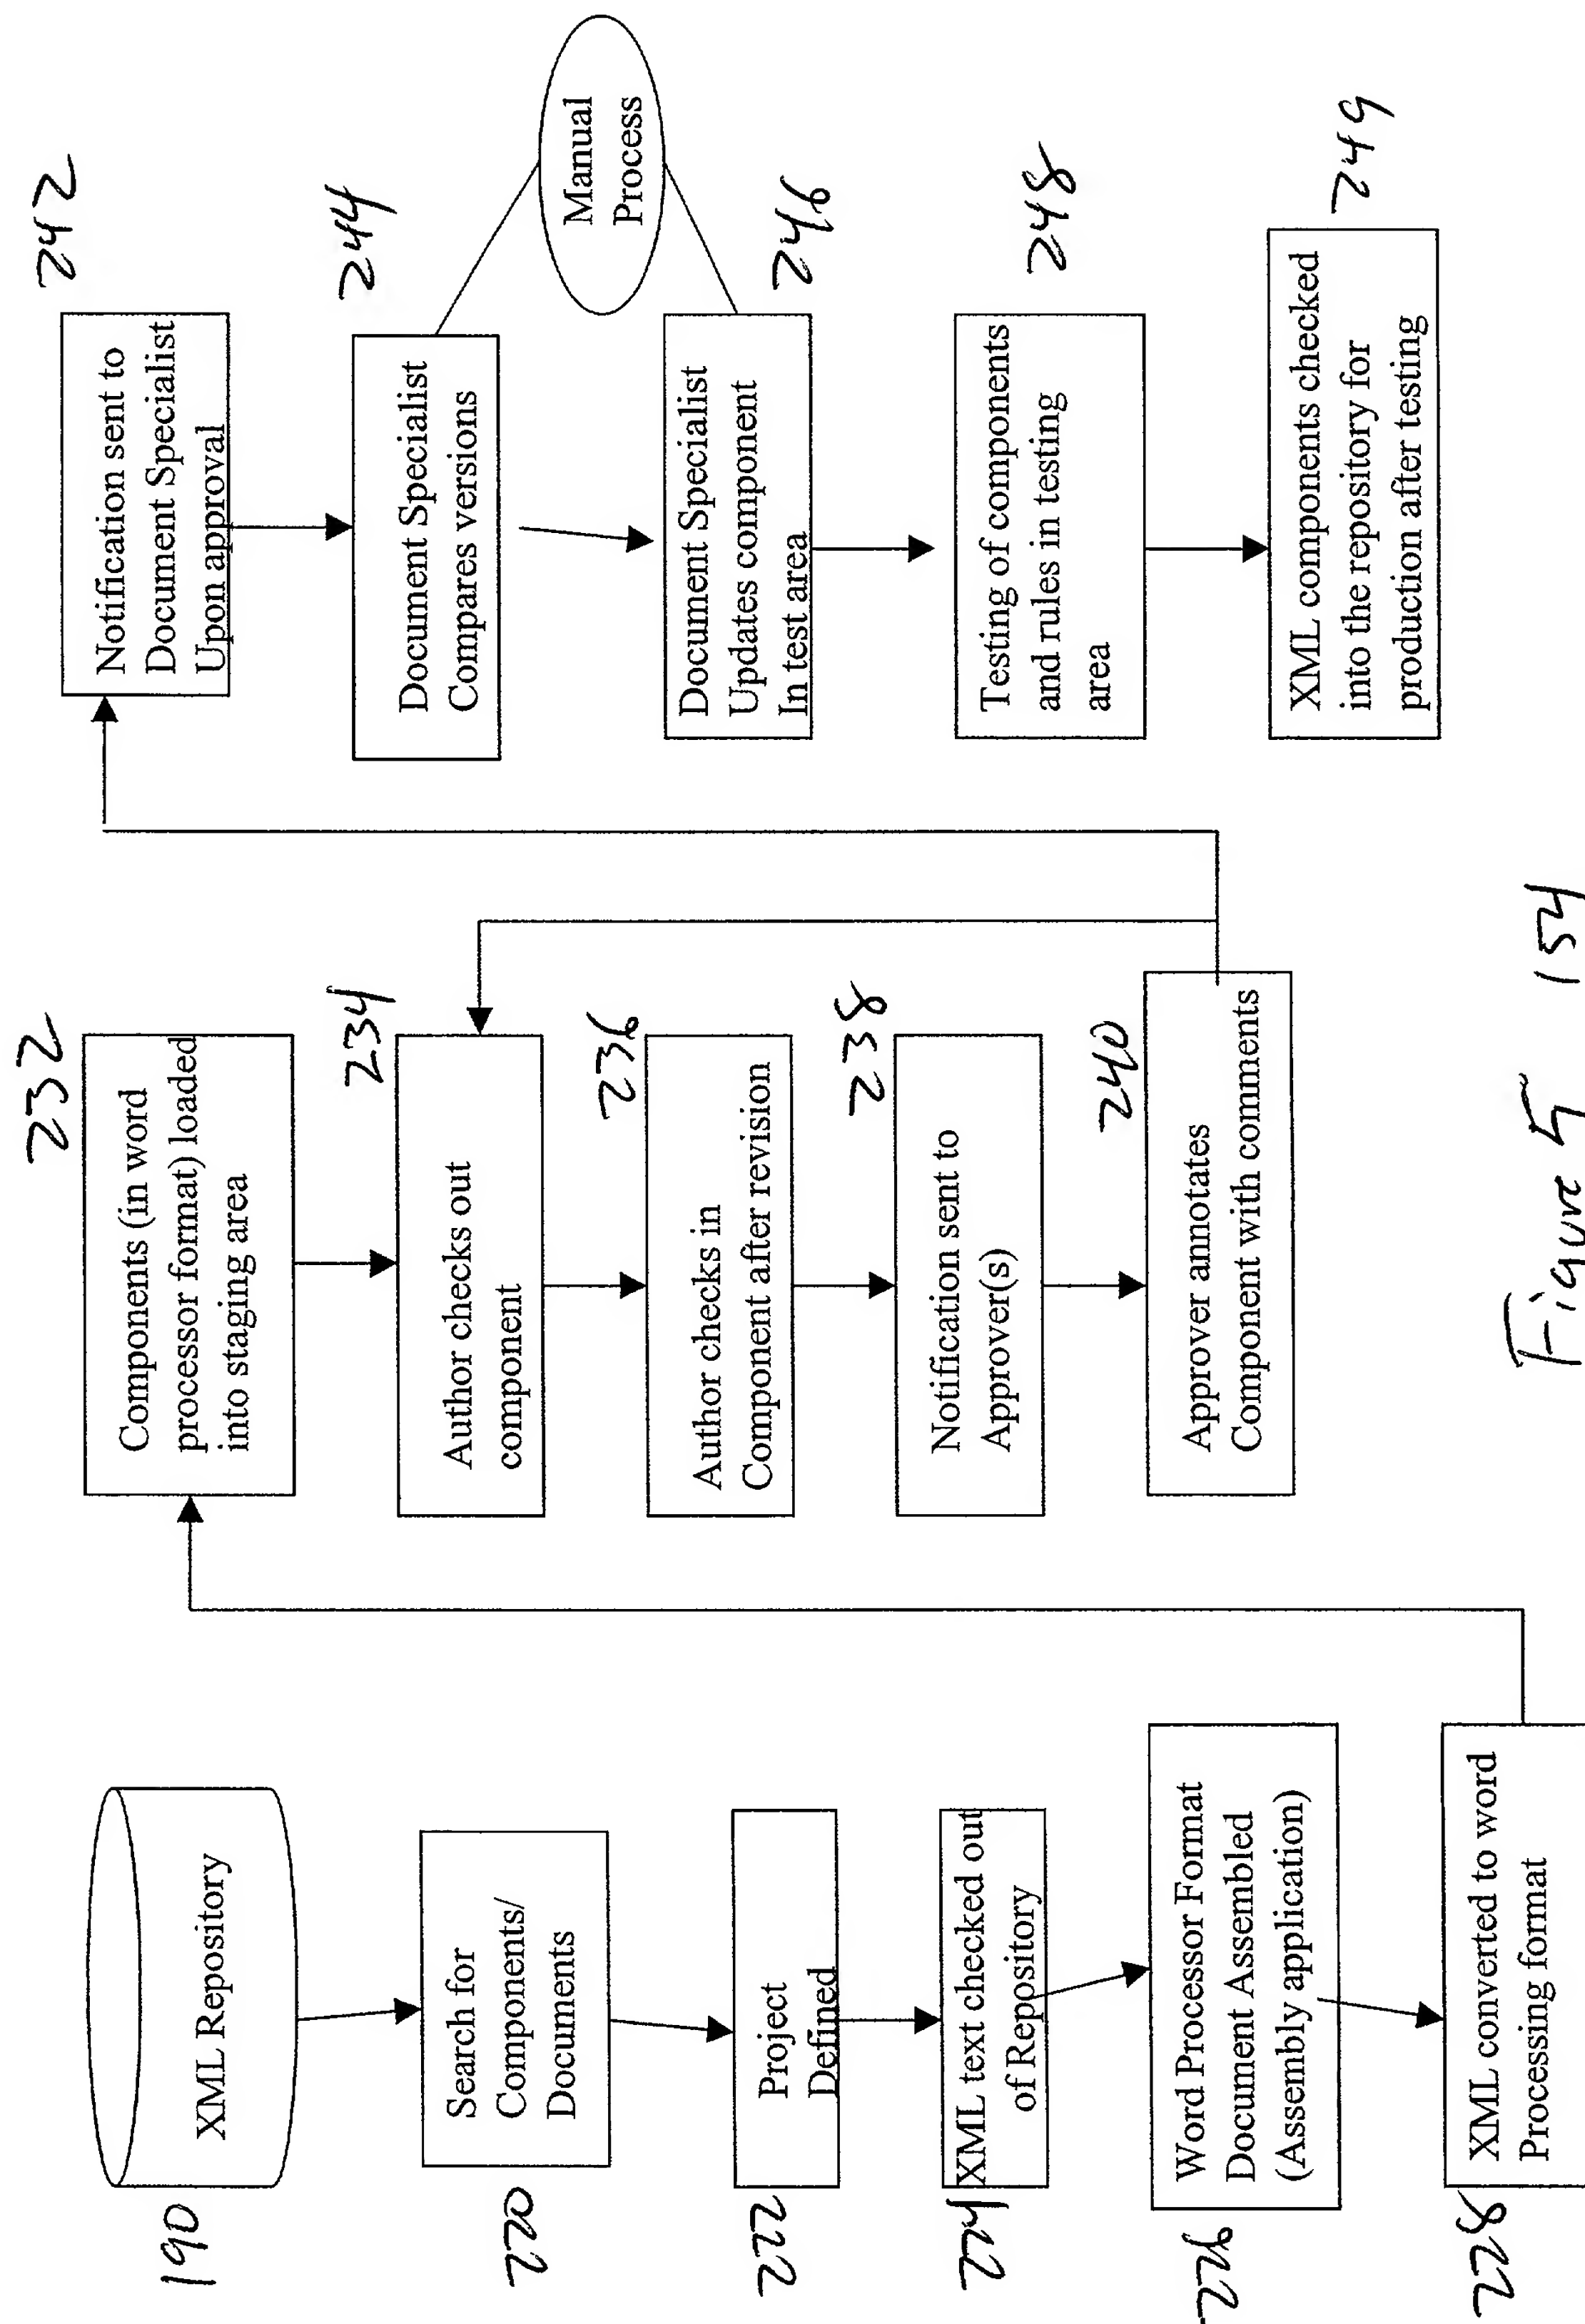 190
XML Repository
220
Search for
Components/
Documents
222
Project
Defined
224
XML text checked out
of Repository
226
Word Processor Format
Document Assembled
(Assembly application)
228
XML converted to word
Processing format
232
Components (in word
processor format) loaded
into staging area
234
Author checks out
component
236
Author checks in
Component after revision
238
Notification sent to
Approver(s)
240
Approver annotates
Component with comments
242
Notification sent to
Document Specialist
Upon approval
244
Document Specialist
Compares versions
Manual
Process
246
Document Specialist
Updates component
In test area
248
Testing of components
and rules in testing
area
249
XML components checked
into the repository for
production after testing
Figure 5 154